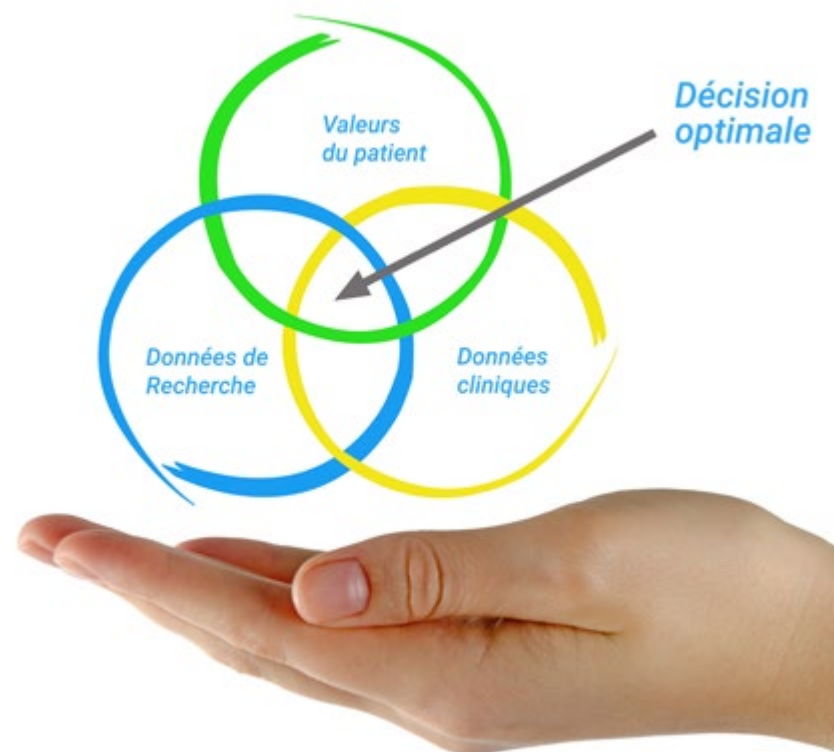 Valeurs
du patient
Décision
optimale
Données de
Recherche
Données
cliniques